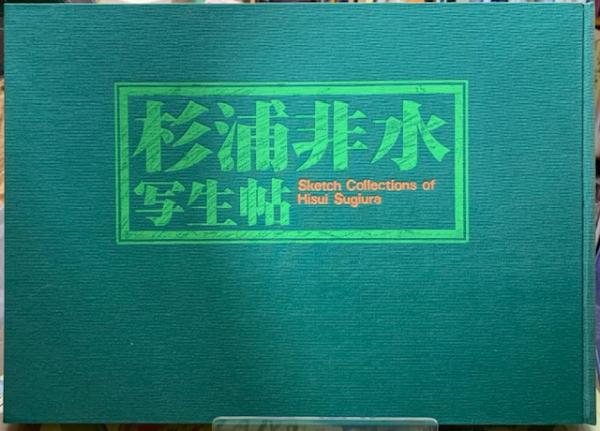 杉浦非水
写生帖
Sketch Collections of
Hisui Sugiura